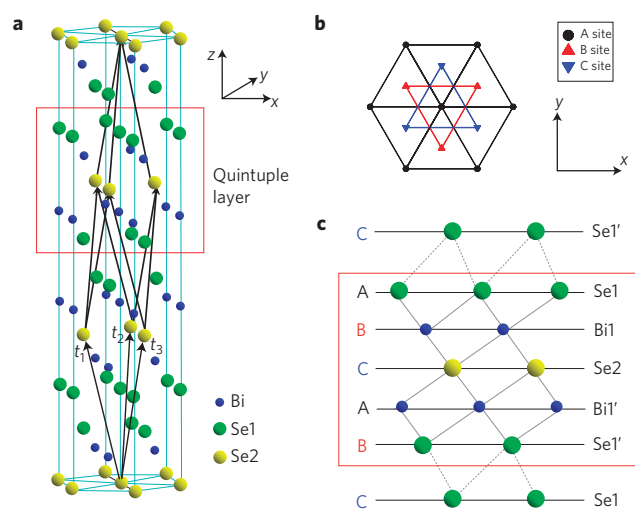 a
z
y
x
Quintuple
layer
t1
t2
t3
Bi
Se1
Se2
b
A site
B site
C site
y
x
c
C Se1′
A Se1
B Bi1
C Se2
A Bi1′
B Se1′
C Se1